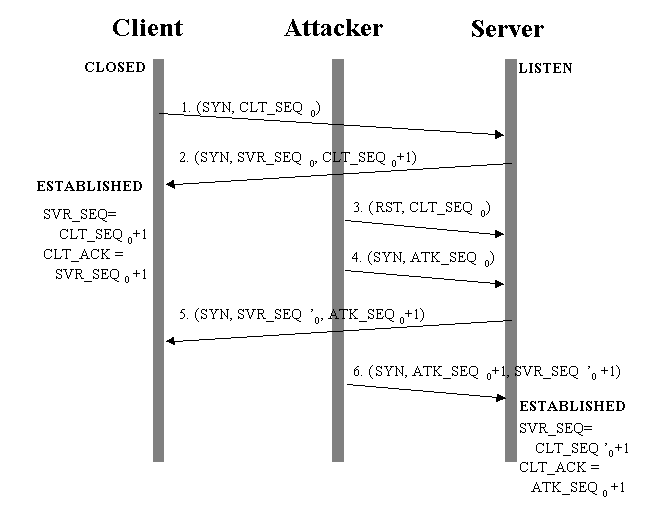 Client Attacker Server
CLOSED LISTEN
1. (SYN, CLT_SEQ 0)
2. (SYN, SVR_SEQ 0, CLT_SEQ 0+1)
ESTABLISHED
SVR_SEQ=
CLT_SEQ 0+1
CLT_ACK =
SVR_SEQ 0 +1
3. (RST, CLT_SEQ 0)
4. (SYN, ATK_SEQ 0)
5. (SYN, SVR_SEQ ’0, ATK_SEQ 0+1)
6. (SYN, ATK_SEQ 0+1, SVR_SEQ ’0 +1)
ESTABLISHED
SVR_SEQ=
CLT_SEQ ’0+1
CLT_ACK =
ATK_SEQ 0 +1